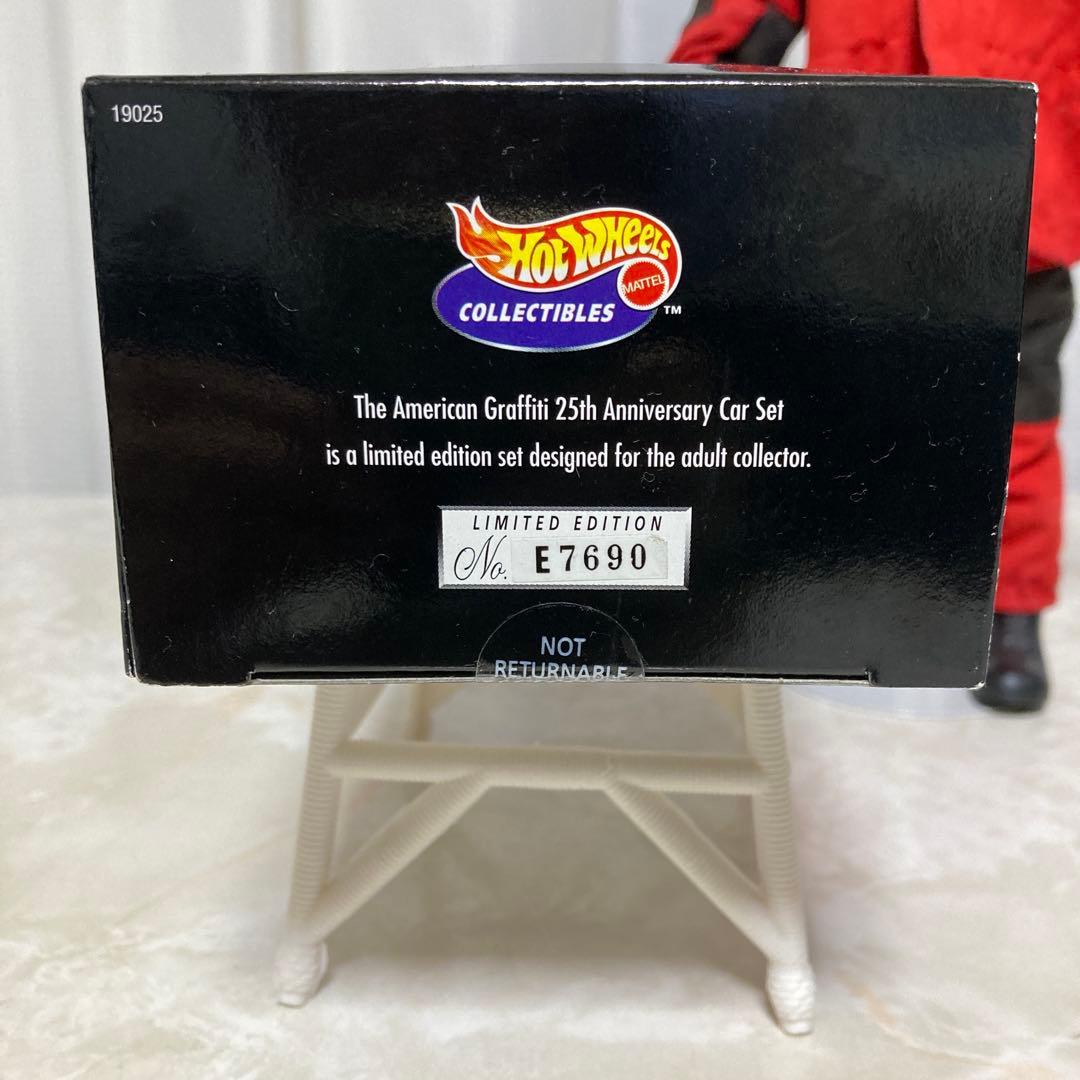 19025
HOT WHEELS
MATTEL
COLLECTIBLES ™
The American Graffiti 25th Anniversary Car Set
is a limited edition set designed for the adult collector.
LIMITED EDITION
No. E7690
NOT
RETURNABLE